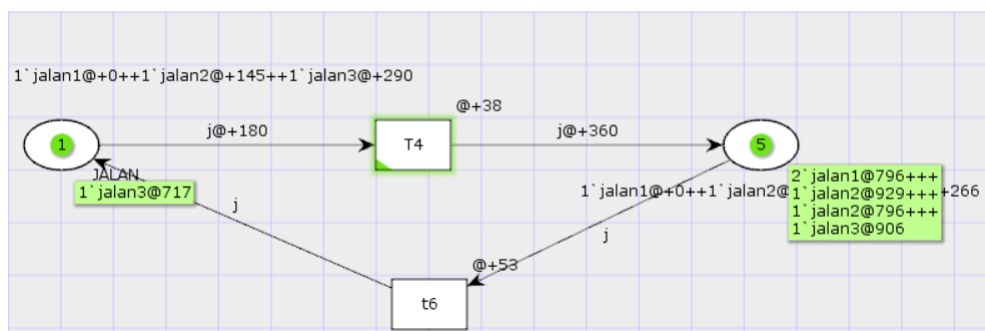 1`jalan1@+0++1`jalan2@+145++1`jalan3@+290
@+38
j@+180
T4
j@+360
1
5
JALAN
1`jalan3@717
1`jalan1@+0++1`jalan2@
+266
2`jalan1@796+++
1`jalan2@929+++
1`jalan2@796+++
1`jalan3@906
j
j
@+53
t6